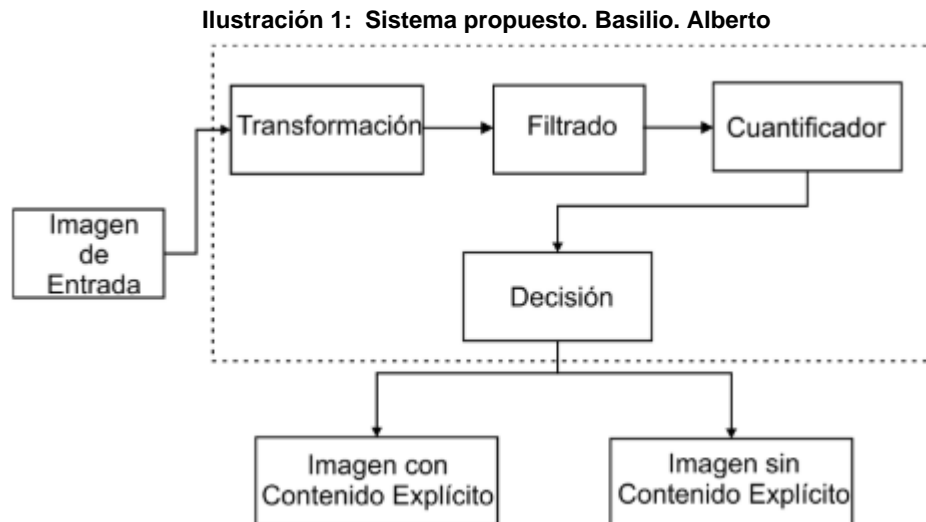 Ilustración 1: Sistema propuesto. Basilio. Alberto
Transformación
Filtrado
Cuantificador
Imagen
de
Entrada
Decisión
Imagen con
Contenido Explícito
Imagen sin
Contenido Explícito